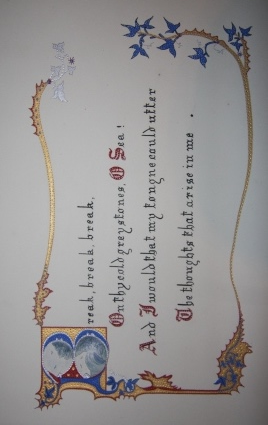 Break, break, break,
On thy cold grey stones, O Sea!
And I would that my tongne could utter
The thoughts that arise in me.